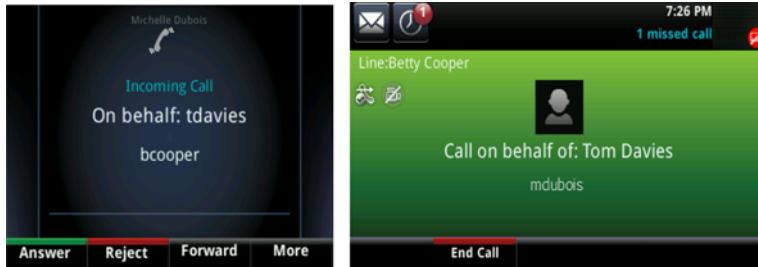 Michelle Dubois
Incoming Call
On behalf: tdavies
bcooper
Answer Reject Forward More
1
7:26 PM
1 missed call
Line:Betty Cooper
Call on behalf of: Tom Davies
mdubois
End Call